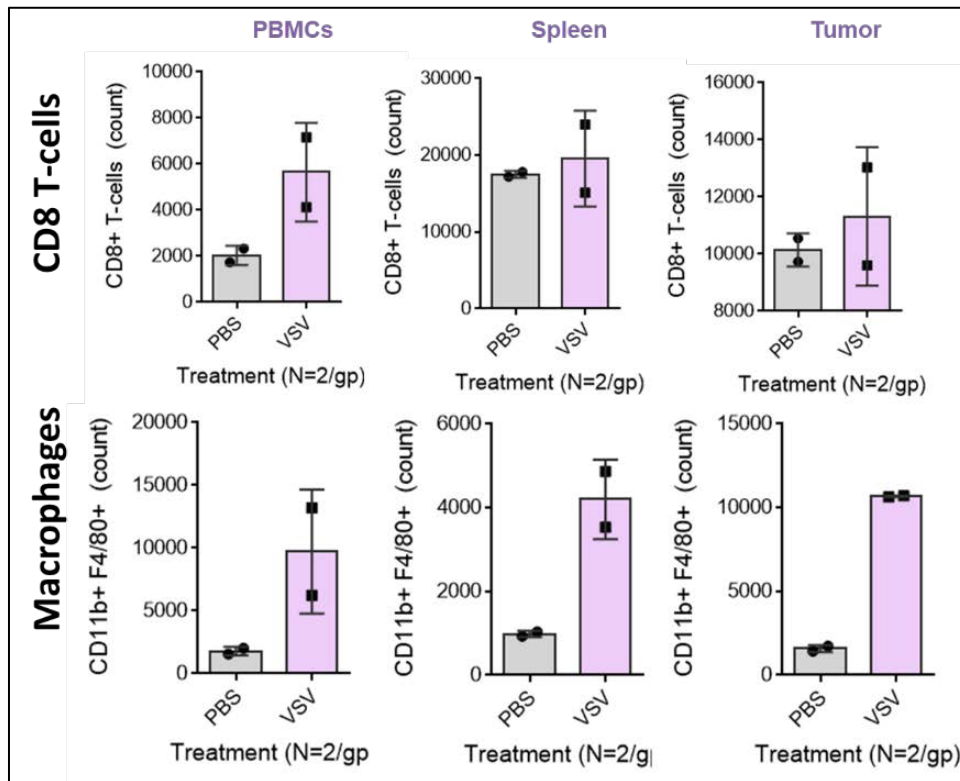 PBMCs
Spleen
Tumor
CD8 T-cells
CD8+ T-cells (count)
10000
8000
6000
4000
2000
0
PBS
VSV
Treatment (N=2/gp)
CD8+ T-cells (count)
30000
20000
10000
0
PBS
VSV
Treatment (N=2/gp)
CD8+ T-cells (count)
16000
14000
12000
10000
8000
PBS
VSV
Treatment (N=2/gp)
Macrophages
CD11b+ F4/80+ (count)
20000
15000
10000
5000
0
PBS
VSV
Treatment (N=2/gp
CD11b+ F4/80+ (count)
6000
4000
2000
0
PBS
VSV
Treatment (N=2/g
CD11b+ F4/80+ (count)
15000
10000
5000
0
PBS
VSV
Treatment (N=2/gp)